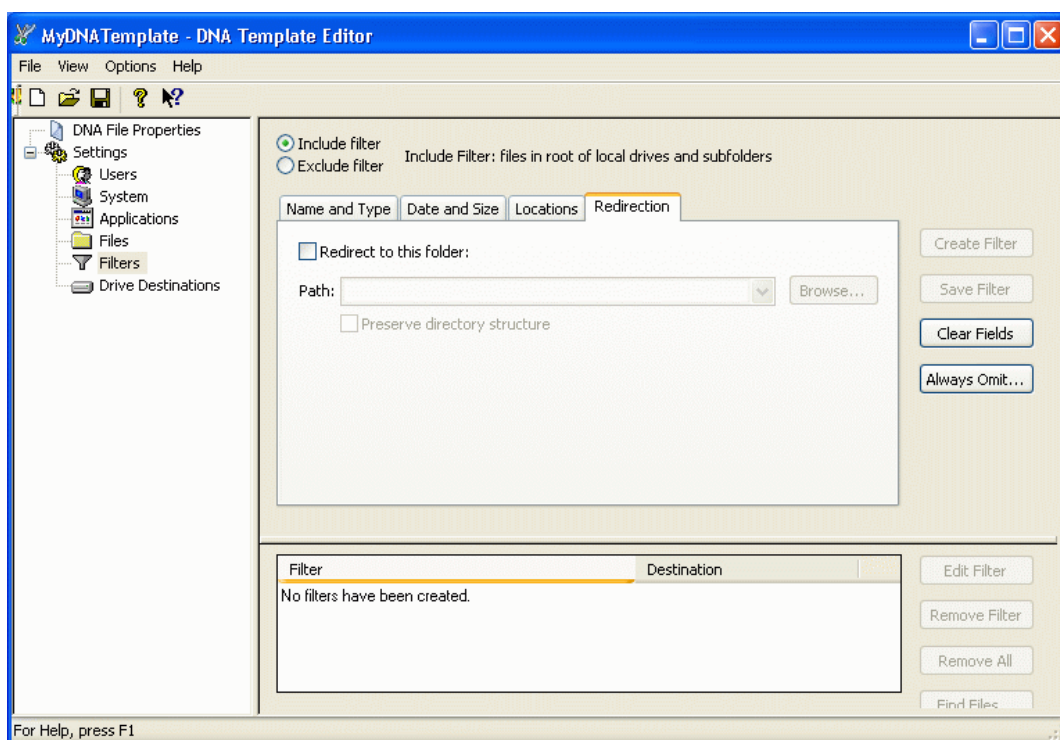 MyDNATemplate - DNA Template Editor
File View Options Help
DNA File Properties
Settings
Users
System
Applications
Files
Filters
Drive Destinations
Include filter
Exclude filter
Include Filter: files in root of local drives and subfolders
Name and Type Date and Size Locations Redirection
Redirect to this folder:
Path: Browse...
Preserve directory structure
Create Filter
Save Filter
Clear Fields
Always Omit...
Filter Destination
No filters have been created.
Edit Filter
Remove Filter
Remove All
Find Files...
For Help, press F1